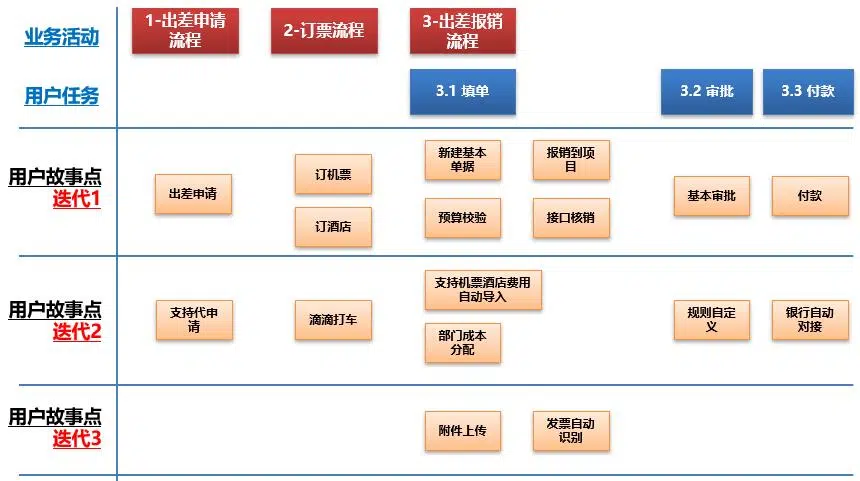 业务活动
1-出差申请
流程
2-订票流程
3-出差报销
流程
用户任务
3.1 填单
3.2 审批
3.3 付款
用户故事点
迭代1
出差申请
订机票
订酒店
新建基本
单据
报销到项
目
预算校验
接口核销
基本审批
付款
用户故事点
迭代2
支持代申
请
滴滴打车
支持机票酒店费用
自动导入
部门成本
分配
规则自定
义
银行自动
对接
用户故事点
迭代3
附件上传
发票自动
识别